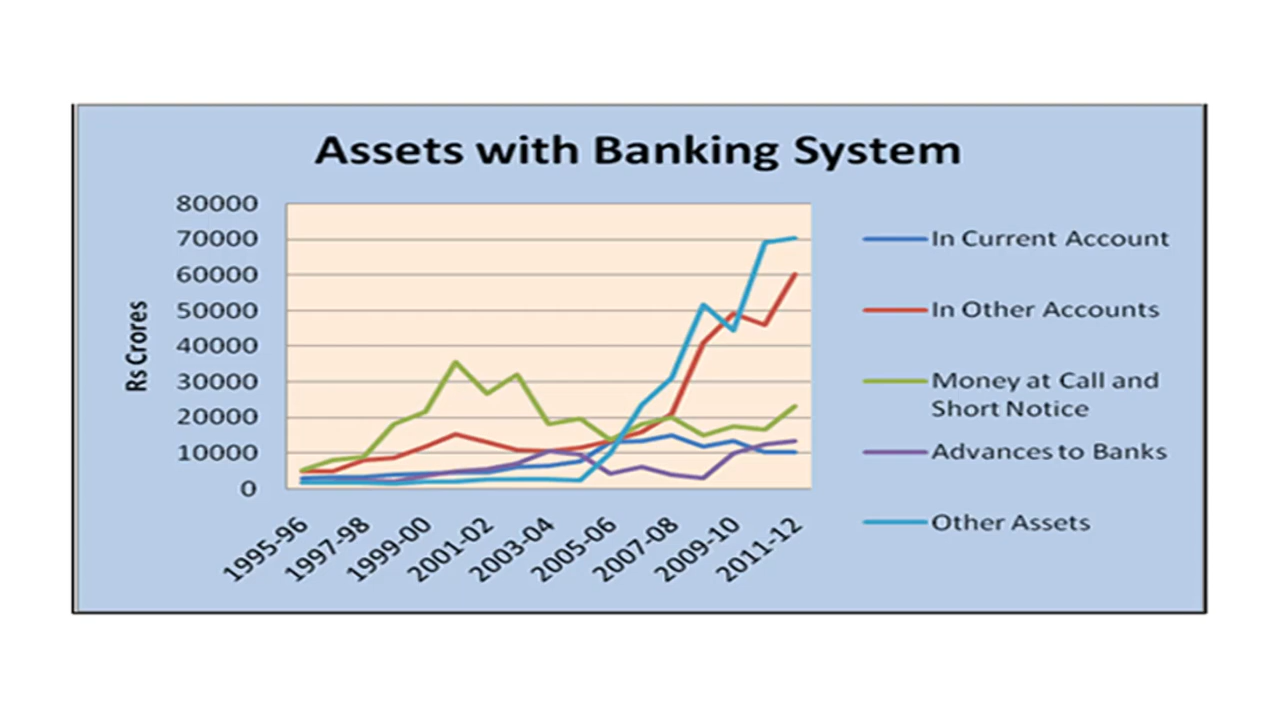 Assets with Banking System
80000
70000
60000
50000
40000
30000
20000
10000
0
Rs Crores
1995-96
1997-98
1999-00
2001-02
2003-04
2005-06
2007-08
2009-10
2011-12
In Current Account
In Other Accounts
Money at Call and
Short Notice
Advances to Banks
Other Assets